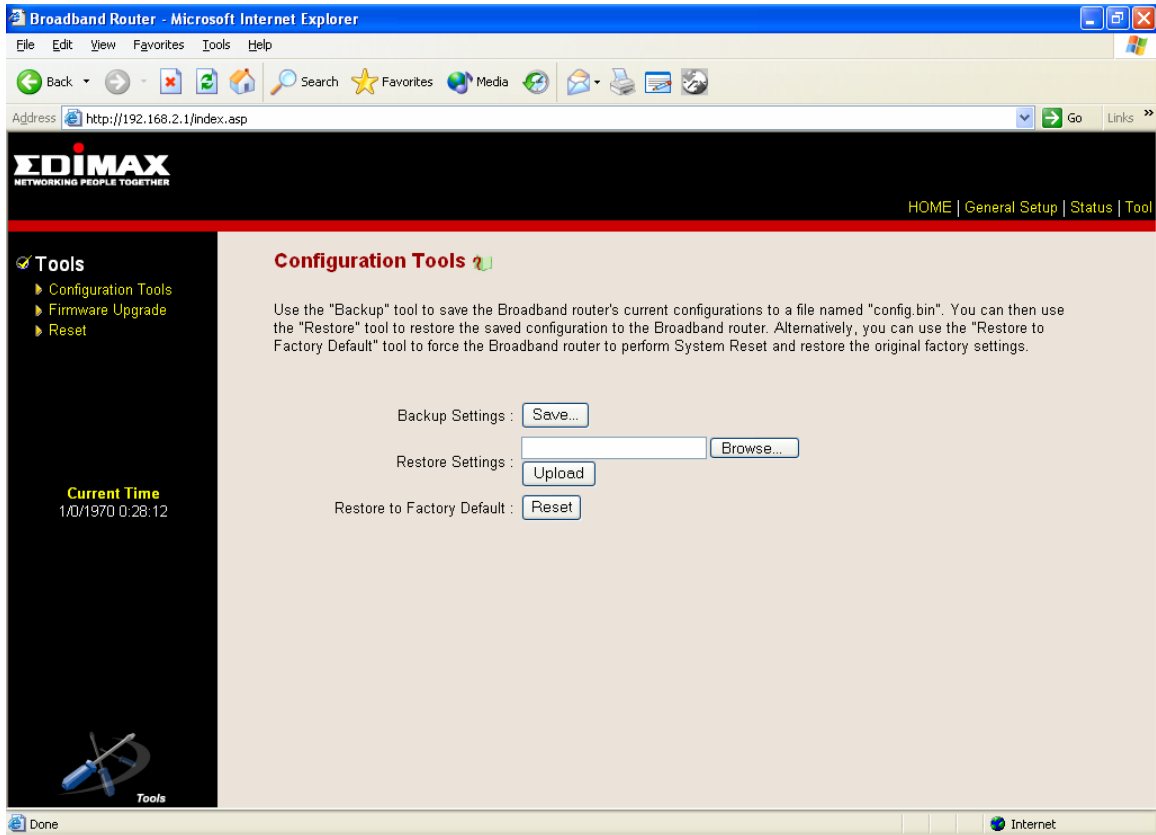 Broadband Router - Microsoft Internet Explorer
File Edit View Favorites Tools Help
Back Search Favorites Media
Address http://192.168.2.1/index.asp Go Links »
EDIMAX
NETWORKING PEOPLE TOGETHER
HOME | General Setup | Status | Tool
Tools
Configuration Tools
Firmware Upgrade
Reset
Current Time
1/0/1970 0:28:12
Tools
Configuration Tools
Use the "Backup" tool to save the Broadband router's current configurations to a file named "config.bin". You can then use
the "Restore" tool to restore the saved configuration to the Broadband router. Alternatively, you can use the "Restore to
Factory Default" tool to force the Broadband router to perform System Reset and restore the original factory settings.
Backup Settings : Save...
Browse...
Restore Settings :
Upload
Restore to Factory Default : Reset
Done Internet